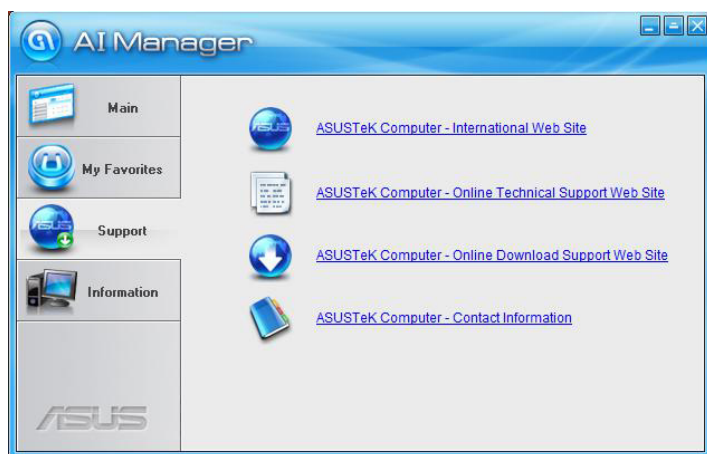 AI Manager
Main
My Favorites
Support
Information
ASUS
ASUS
ASUSTeK Computer - International Web Site
ASUSTeK Computer - Online Technical Support Web Site
ASUSTeK Computer - Online Download Support Web Site
ASUSTeK Computer - Contact Information